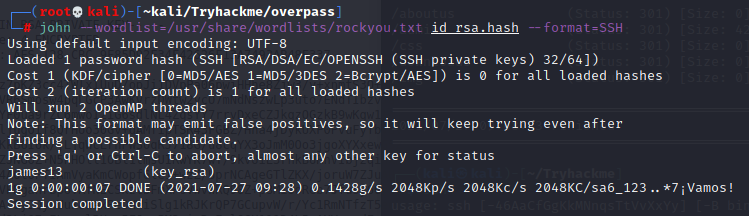 (root💀kali)-[~kali/Tryhackme/overpass]
# john --wordlist=/usr/share/wordlists/rockyou.txt id_rsa.hash --format=SSH
Using default input encoding: UTF-8
Loaded 1 password hash (SSH [RSA/DSA/EC/OPENSSH (SSH private keys) 32/64])
Cost 1 (KDF/cipher [0=MD5/AES 1=MD5/3DES 2=Bcrypt/AES]) is 0 for all loaded hashes
Cost 2 (iteration count) is 1 for all loaded hashes
Will run 2 OpenMP threads
Note: This format may emit false positives, so it will keep trying even after
finding a possible candidate.
Press 'q' or Ctrl-C to abort, almost any other key for status
james13 (key_rsa)
1g 0:00:00:07 DONE (2021-07-27 09:28) 0.1428g/s 2048Kp/s 2048Kc/s 2048KC/sa6_123..*7¡Vamos!
Session completed